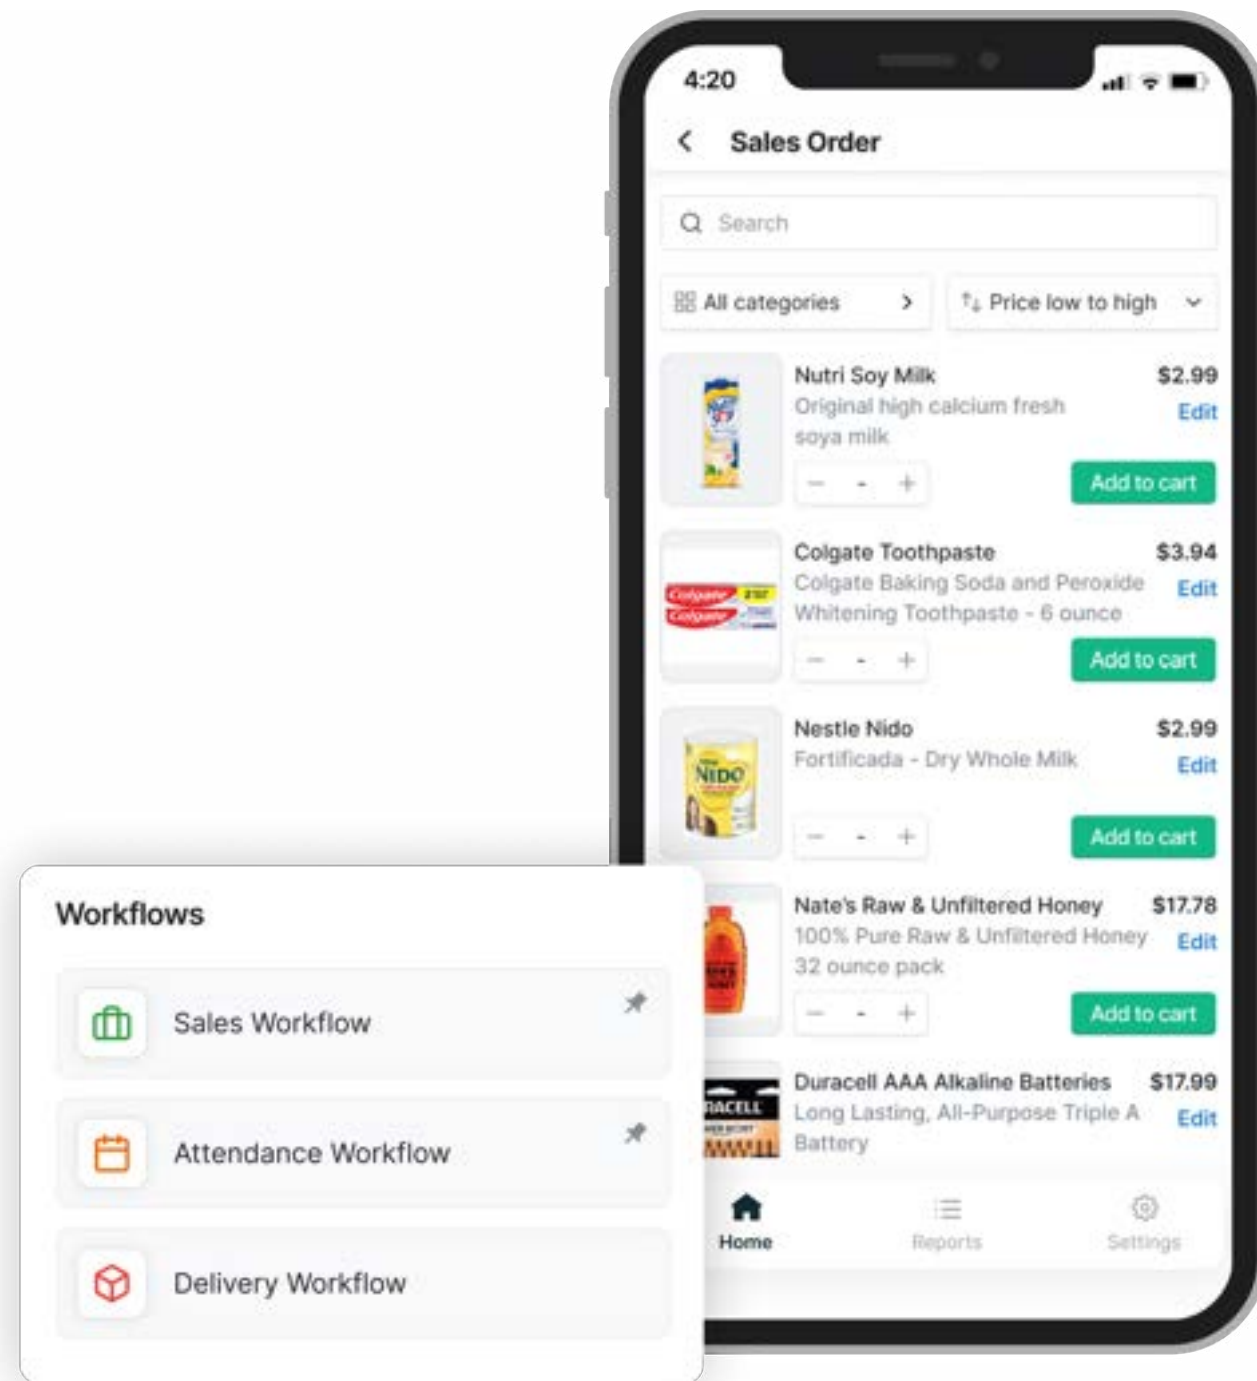 4:20
Sales Order
Search
All categories
Price low to high
Nutri Soy Milk
$2.99
Original high calcium fresh
Edit
soya milk
- - +
Add to cart
Colgate
Colgate
Colgate Toothpaste
$3.94
Colgate Baking Soda and Peroxide
Edit
Whitening Toothpaste - 6 ounce
- - +
Add to cart
NIDO
Nestle Nido
$2.99
Fortificada - Dry Whole Milk
Edit
- - +
Add to cart
Nate's Raw & Unfiltered Honey
$17.78
100% Pure Raw & Unfiltered Honey
Edit
32 ounce pack
- - +
Add to cart
RACELL
Duracell AAA Alkaline Batteries
$17.99
Long Lasting, All-Purpose Triple A
Edit
Battery
Home
Reports
Settings
Workflows
Sales Workflow
Attendance Workflow
Delivery Workflow